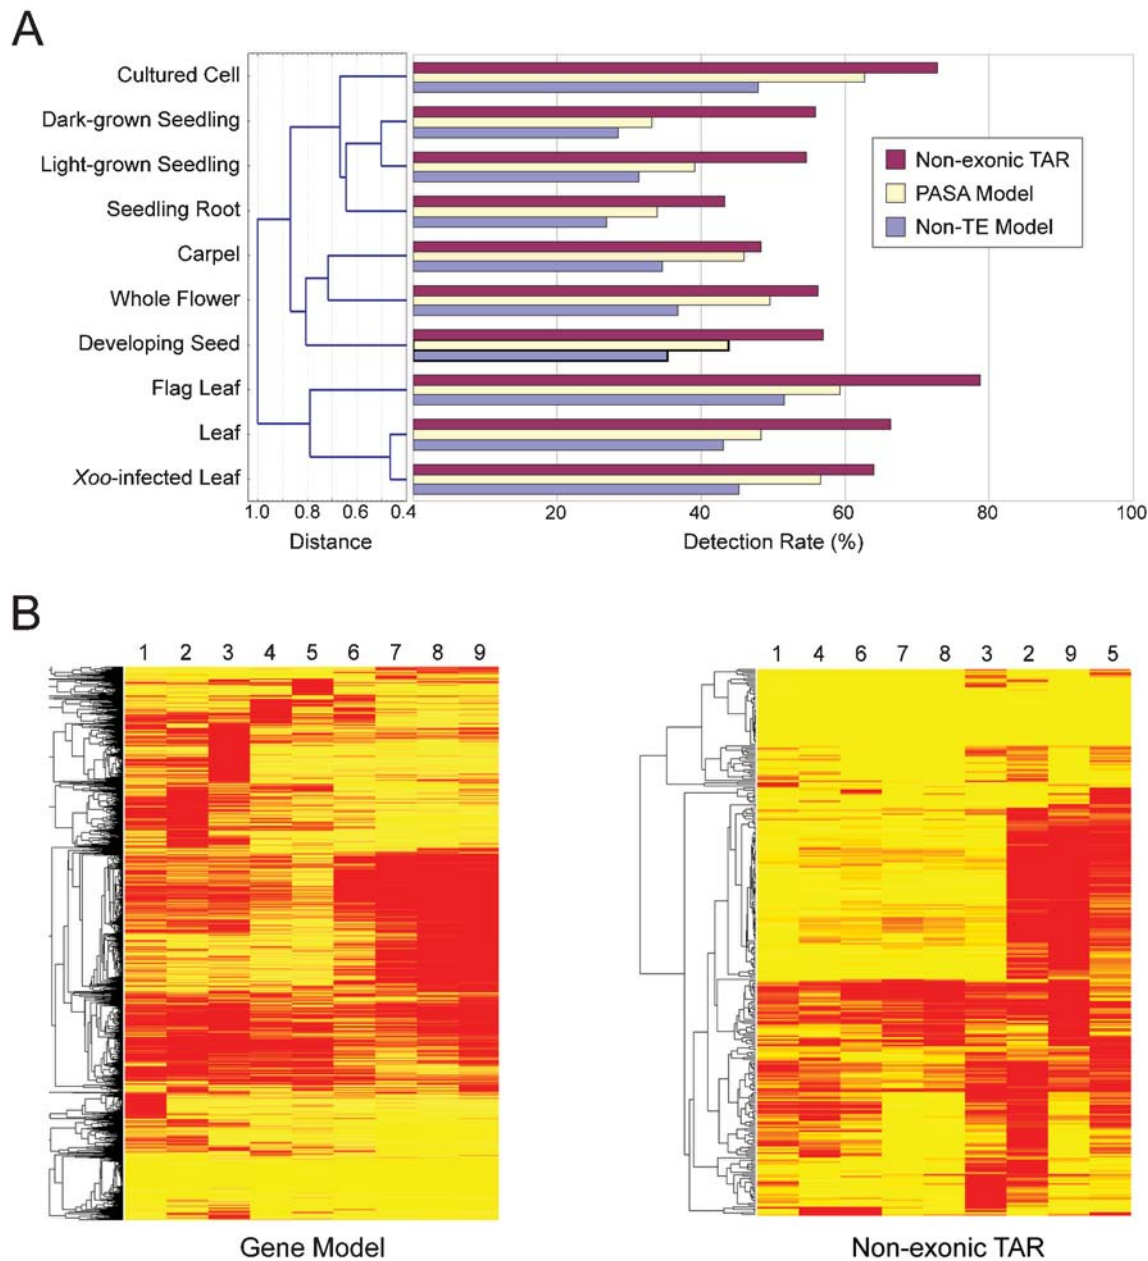 A
Cultured Cell
Dark-grown Seedling
Light-grown Seedling
Seedling Root
Carpel
Whole Flower
Developing Seed
Flag Leaf
Leaf
Xoo-infected Leaf
Non-exonic TAR
PASA Model
Non-TE Model
1.0 0.8 0.6 0.4 20 40 60 80 100
Distance Detection Rate (%)
B
1 2 3 4 5 6 7 8 9 1 4 6 7 8 3 2 9 5
Gene Model Non-exonic TAR